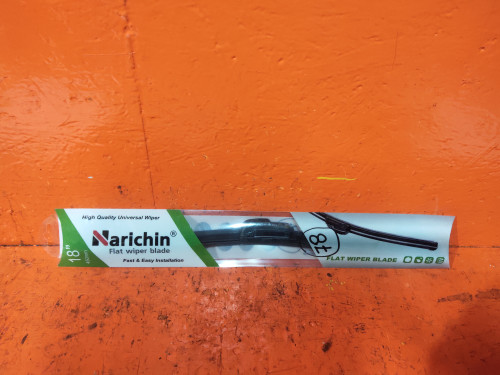 High Quality Universal Wiper
Narichin®
Flat wiper blade
Fast & Easy Installation
18"
18
FLAT WIPER BLADE